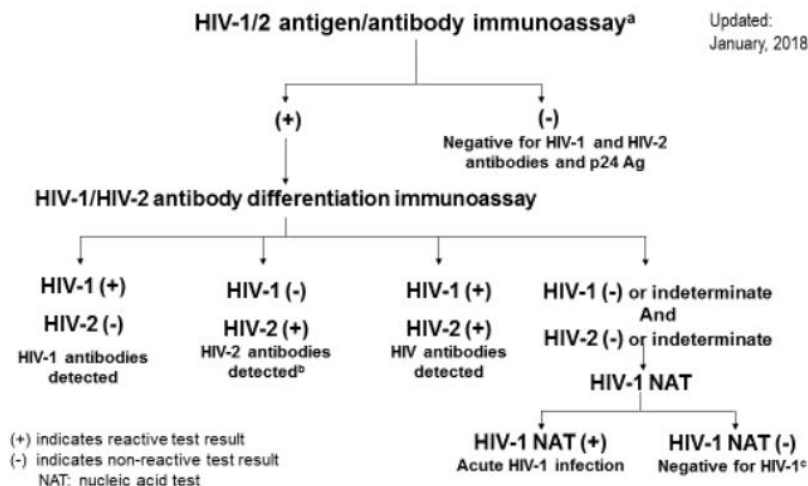 HIV-1/2 antigen/antibody immunoassayᵃ
Updated:
January, 2018
(+)
(-)
Negative for HIV-1 and HIV-2
antibodies and p24 Ag
HIV-1/HIV-2 antibody differentiation immunoassay
HIV-1 (+)
HIV-2 (-)
HIV-1 antibodies
detected
HIV-1 (-)
HIV-2 (+)
HIV-2 antibodies
detectedᵇ
HIV-1 (+)
HIV-2 (+)
HIV antibodies
detected
HIV-1 (-) or indeterminate
And
HIV-2 (-) or indeterminate
HIV-1 NAT
HIV-1 NAT (+)
Acute HIV-1 infection
HIV-1 NAT (-)
Negative for HIV-1ᶜ
(+) indicates reactive test result
(-) indicates non-reactive test result
NAT: nucleic acid test